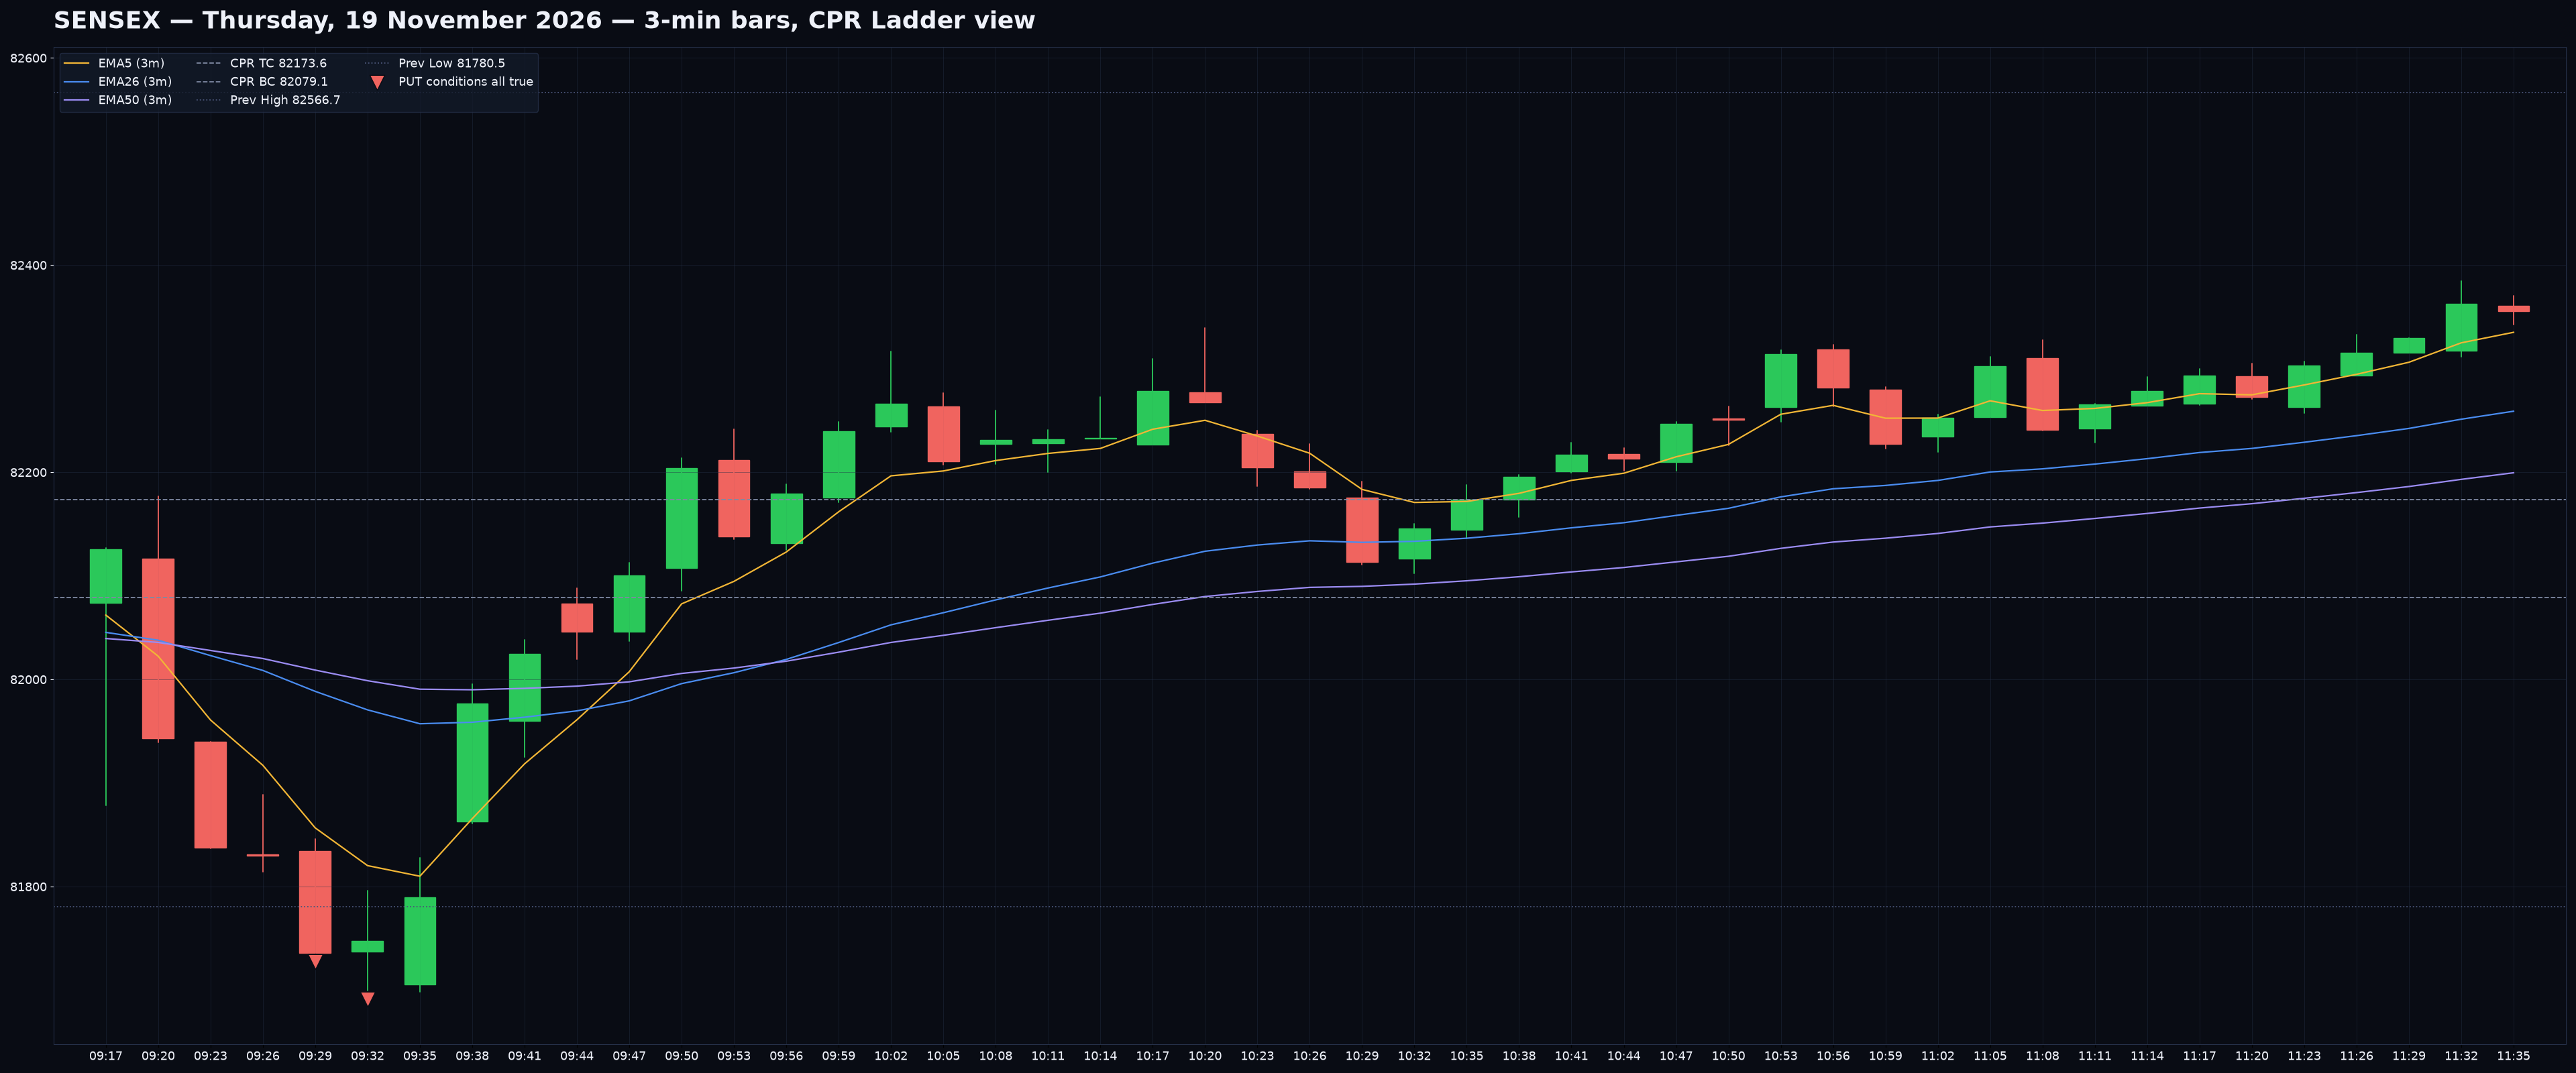 SENSEX — Thursday, 19 November 2026 — 3-min bars, CPR Ladder view
EMA5 (3m)
EMA26 (3m)
EMA50 (3m)
CPR TC 82173.6
CPR BC 82079.1
Prev High 82566.7
Prev Low 81780.5
PUT conditions all true
82600
82400
82200
82000
81800
09:17 09:20 09:23 09:26 09:29 09:32 09:35 09:38 09:41 09:44 09:47 09:50 09:53 09:56 09:59 10:02 10:05 10:08 10:11 10:14 10:17 10:20 10:23 10:26 10:29 10:32 10:35 10:38 10:41 10:44 10:47 10:50 10:53 10:56 10:59 11:02 11:05 11:08 11:11 11:14 11:17 11:20 11:23 11:26 11:29 11:32 11:35